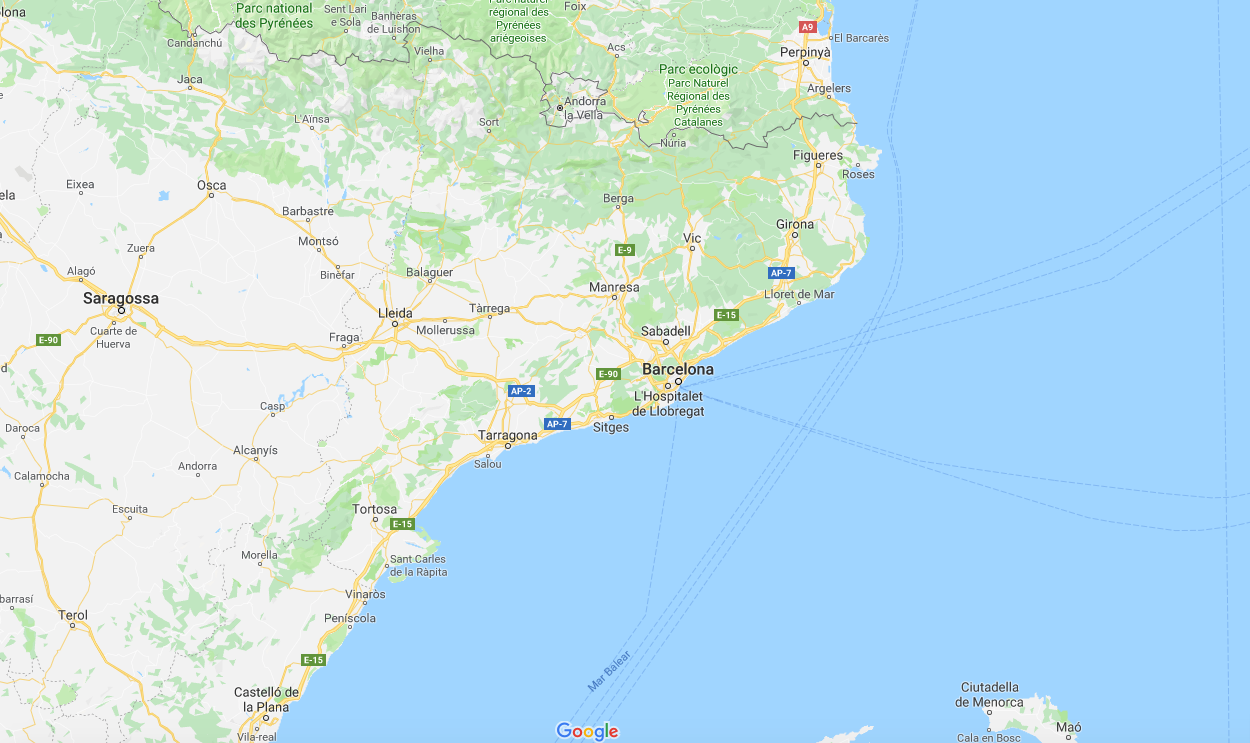 lona
Parc national
des Pyrénées
Sent Lari
e Sola
Banhèras
de Luishon
régional des
Pyrénées
ariégeoises
Foix
A9
El Barcarès
Candanchú
Vielha
Acs
Perpinyà
Jaca
Parc ecològic
Parc Naturel
Régional des
Pyrénées
Catalanes
Argelers
Andorra
la Vella
L'Aïnsa
Sort
Núria
Figueres
Roses
Eixea
Osca
ela
Berga
Barbastre
Girona
Vic
Montsó
Zuera
E-9
Alagó
Binèfar
Balaguer
AP-7
Manresa
Lloret de Mar
Saragossa
Lleida
Tàrrega
E-15
Cuarte de
Huerva
Mollerussa
Sabadell
E-90
Fraga
d
Barcelona
E-90
AP-2
L'Hospitalet
de Llobregat
Casp
AP-7
Sitges
Daroca
Tarragona
Alcanyís
Salou
Andorra
Calamocha
Escuita
Tortosa
E-15
Morella
Sant Carles
de la Ràpita
Vinaròs
barrasí
Terol
Peníscola
E-15
Mar Balear
Castelló de
la Plana
Ciutadella
de Menorca
Vila-real
Google
Cala en Bosc
Maó